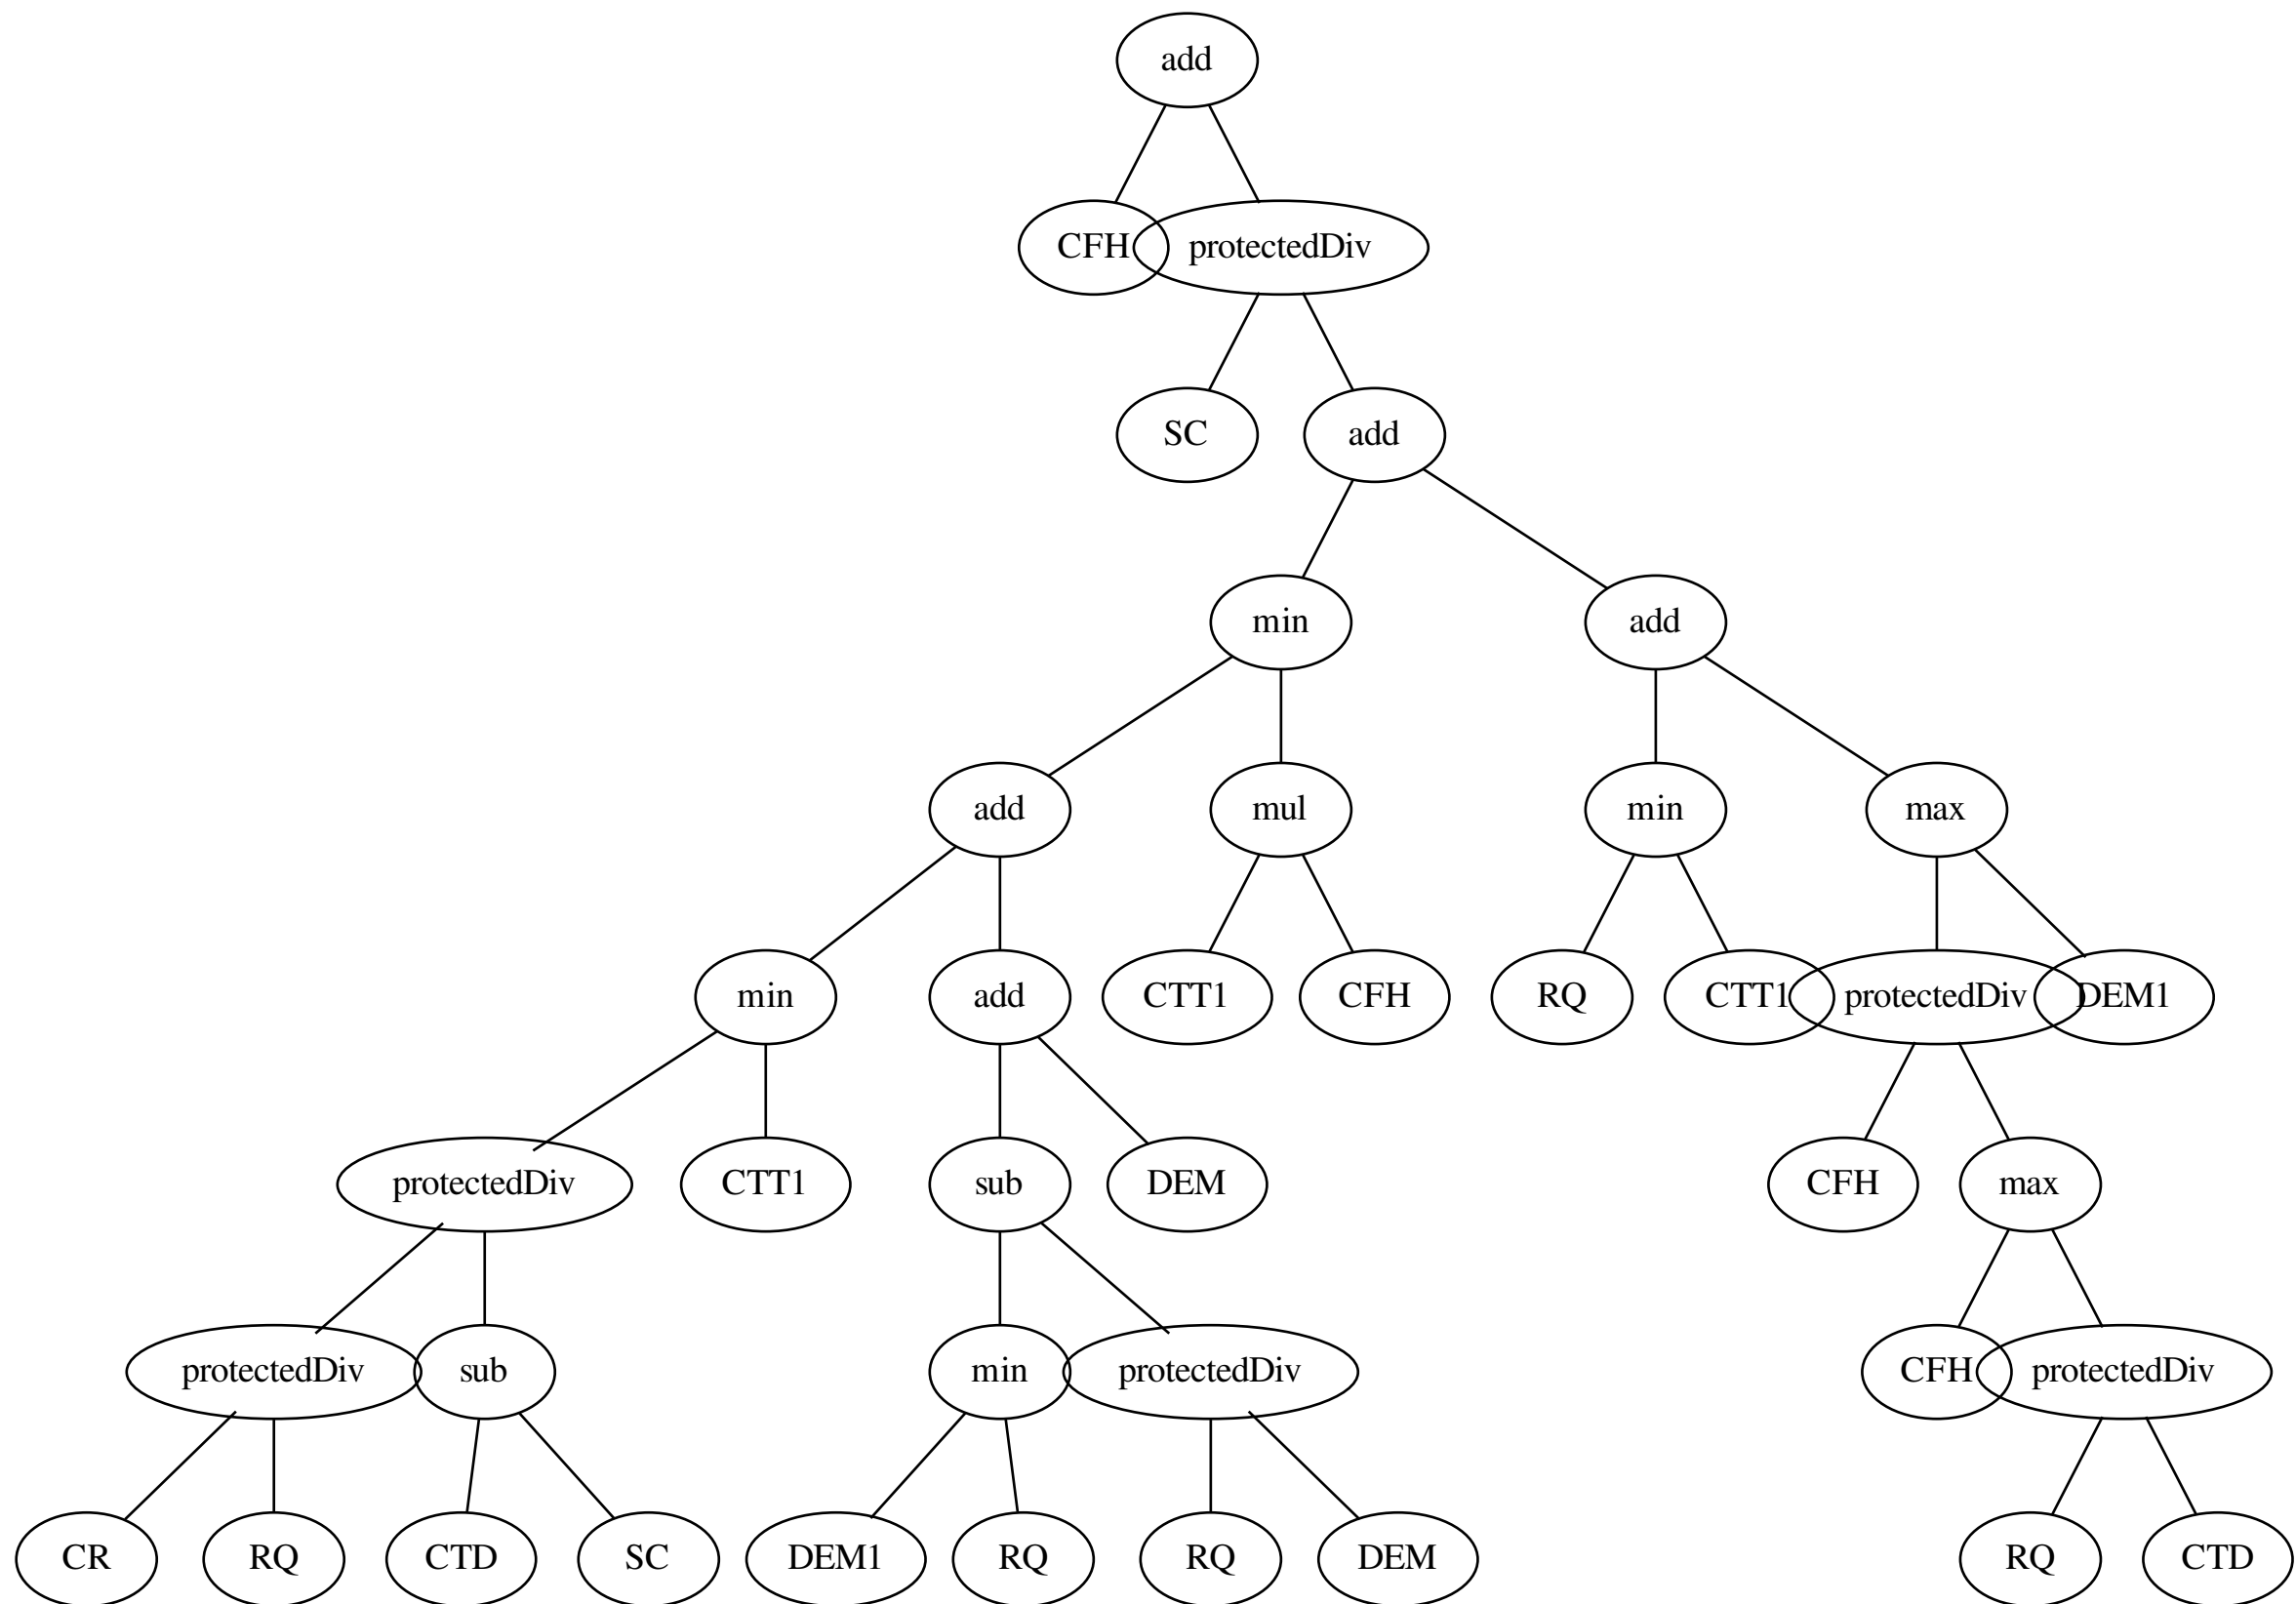 add
CFH protectedDiv
SC add
min add
add mul min max
min add CTT1 CFH RQ CTT1 protectedDiv DEM1
protectedDiv CTT1 sub DEM CFH max
protectedDiv sub min protectedDiv CFH protectedDiv
CR RQ CTD SC DEM1 RQ RQ DEM RQ CTD